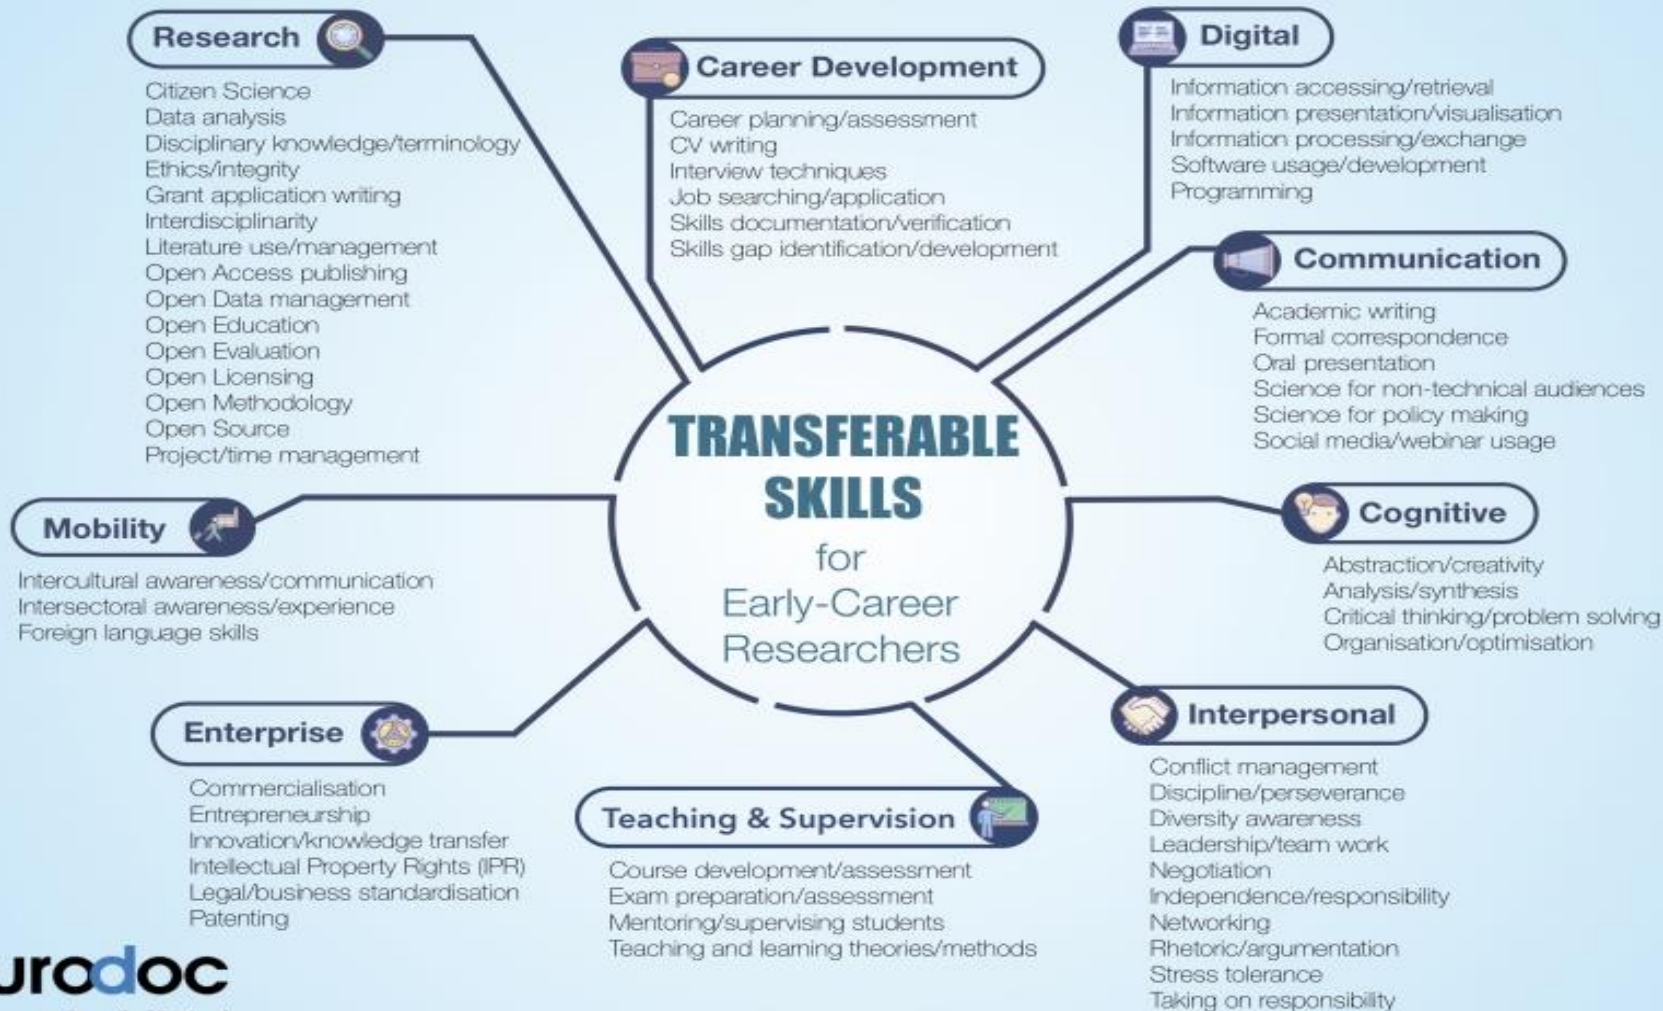 Research
Citizen Science
Data analysis
Disciplinary knowledge/terminology
Ethics/integrity
Grant application writing
Interdisciplinarity
Literature use/management
Open Access publishing
Open Data management
Open Education
Open Evaluation
Open Licensing
Open Methodology
Open Source
Project/time management
Career Development
Career planning/assessment
CV writing
Interview techniques
Job searching/application
Skills documentation/verification
Skills gap identification/development
Digital
Information accessing/retrieval
Information presentation/visualisation
Information processing/exchange
Software usage/development
Programming
Communication
Academic writing
Formal correspondence
Oral presentation
Science for non-technical audiences
Science for policy making
Social media/webinar usage
TRANSFERABLE
SKILLS
for
Early-Career
Researchers
Mobility
Intercultural awareness/communication
Intersectoral awareness/experience
Foreign language skills
Cognitive
Abstraction/creativity
Analysis/synthesis
Critical thinking/problem solving
Organisation/optimisation
Enterprise
Commercialisation
Entrepreneurship
Innovation/knowledge transfer
Intellectual Property Rights (IPR)
Legal/business standardisation
Patenting
Teaching & Supervision
Course development/assessment
Exam preparation/assessment
Mentoring/supervising students
Teaching and learning theories/methods
Interpersonal
Conflict management
Discipline/perseverance
Diversity awareness
Leadership/team work
Negotiation
Independence/responsibility
Networking
Rhetoric/argumentation
Stress tolerance
Taking on responsibility
urodoc